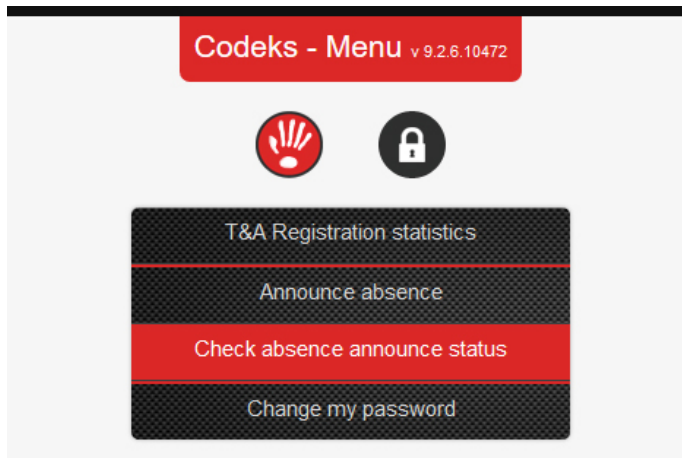 Codeks - Menu v 9.2.6.10472
T&A Registration statistics
Announce absence
Check absence announce status
Change my password